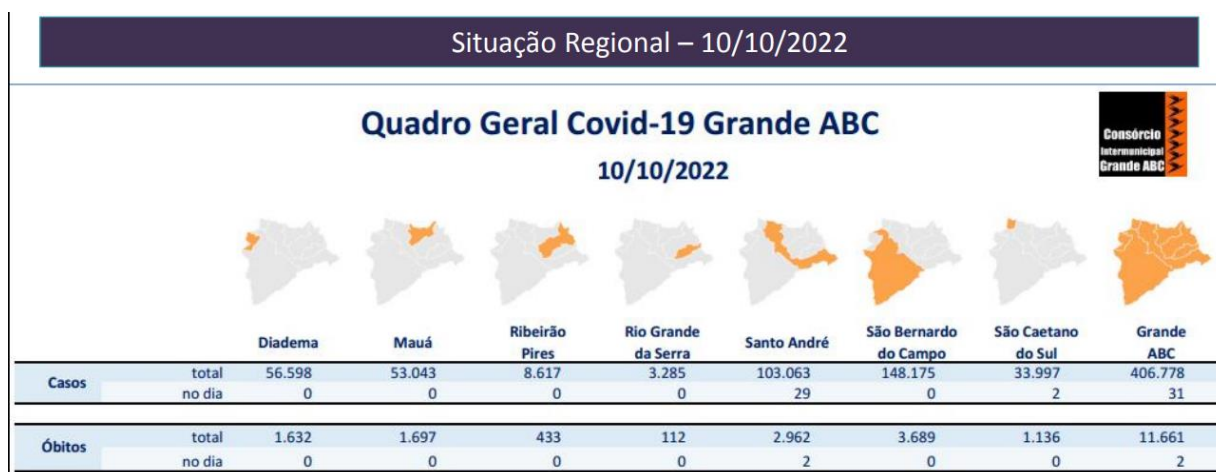 Situação Regional – 10/10/2022
Quadro Geral Covid-19 Grande ABC
10/10/2022
Consórcio
Intermunicipal
Grande ABC
Diadema Mauá Ribeirão Pires Rio Grande da Serra Santo André São Bernardo do Campo São Caetano do Sul Grande ABC
Casos total 56.598 53.043 8.617 3.285 103.063 148.175 33.997 406.778
no dia 0 0 0 0 29 0 2 31
Óbitos total 1.632 1.697 433 112 2.962 3.689 1.136 11.661
no dia 0 0 0 0 2 0 0 2